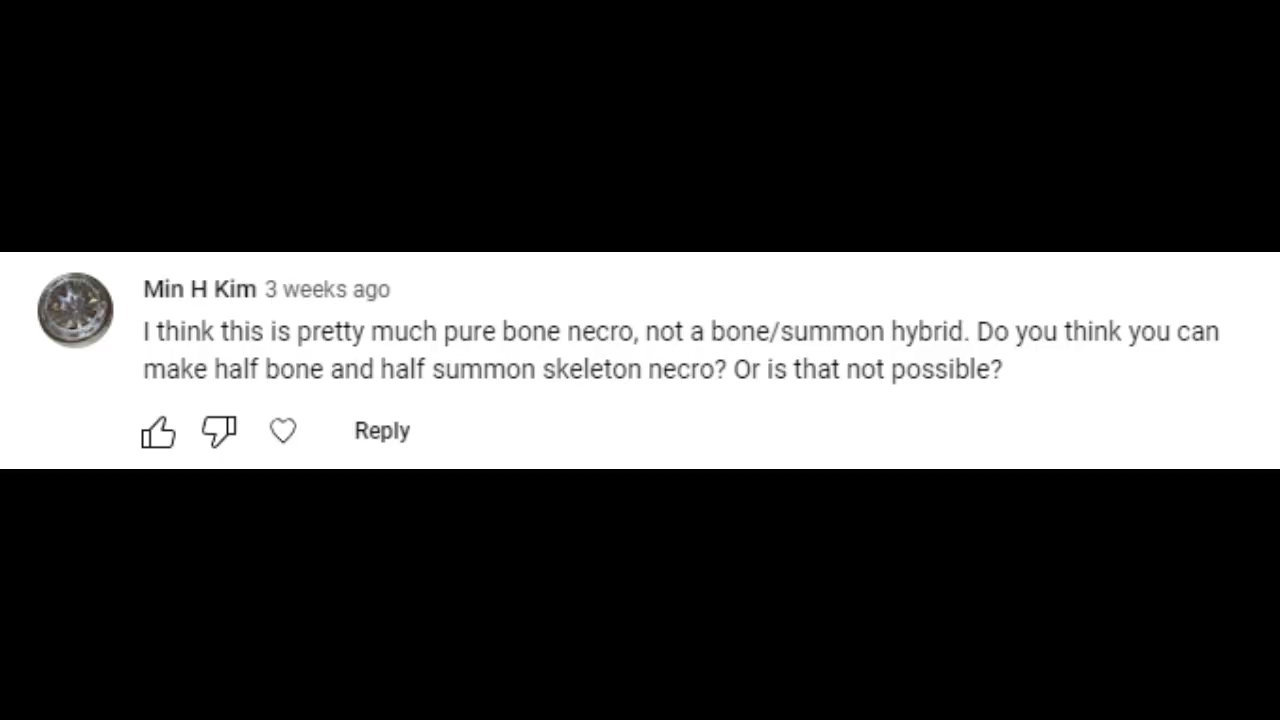 Min H Kim 3 weeks ago
I think this is pretty much pure bone necro, not a bone/summon hybrid. Do you think you can
make half bone and half summon skeleton necro? Or is that not possible?
Reply